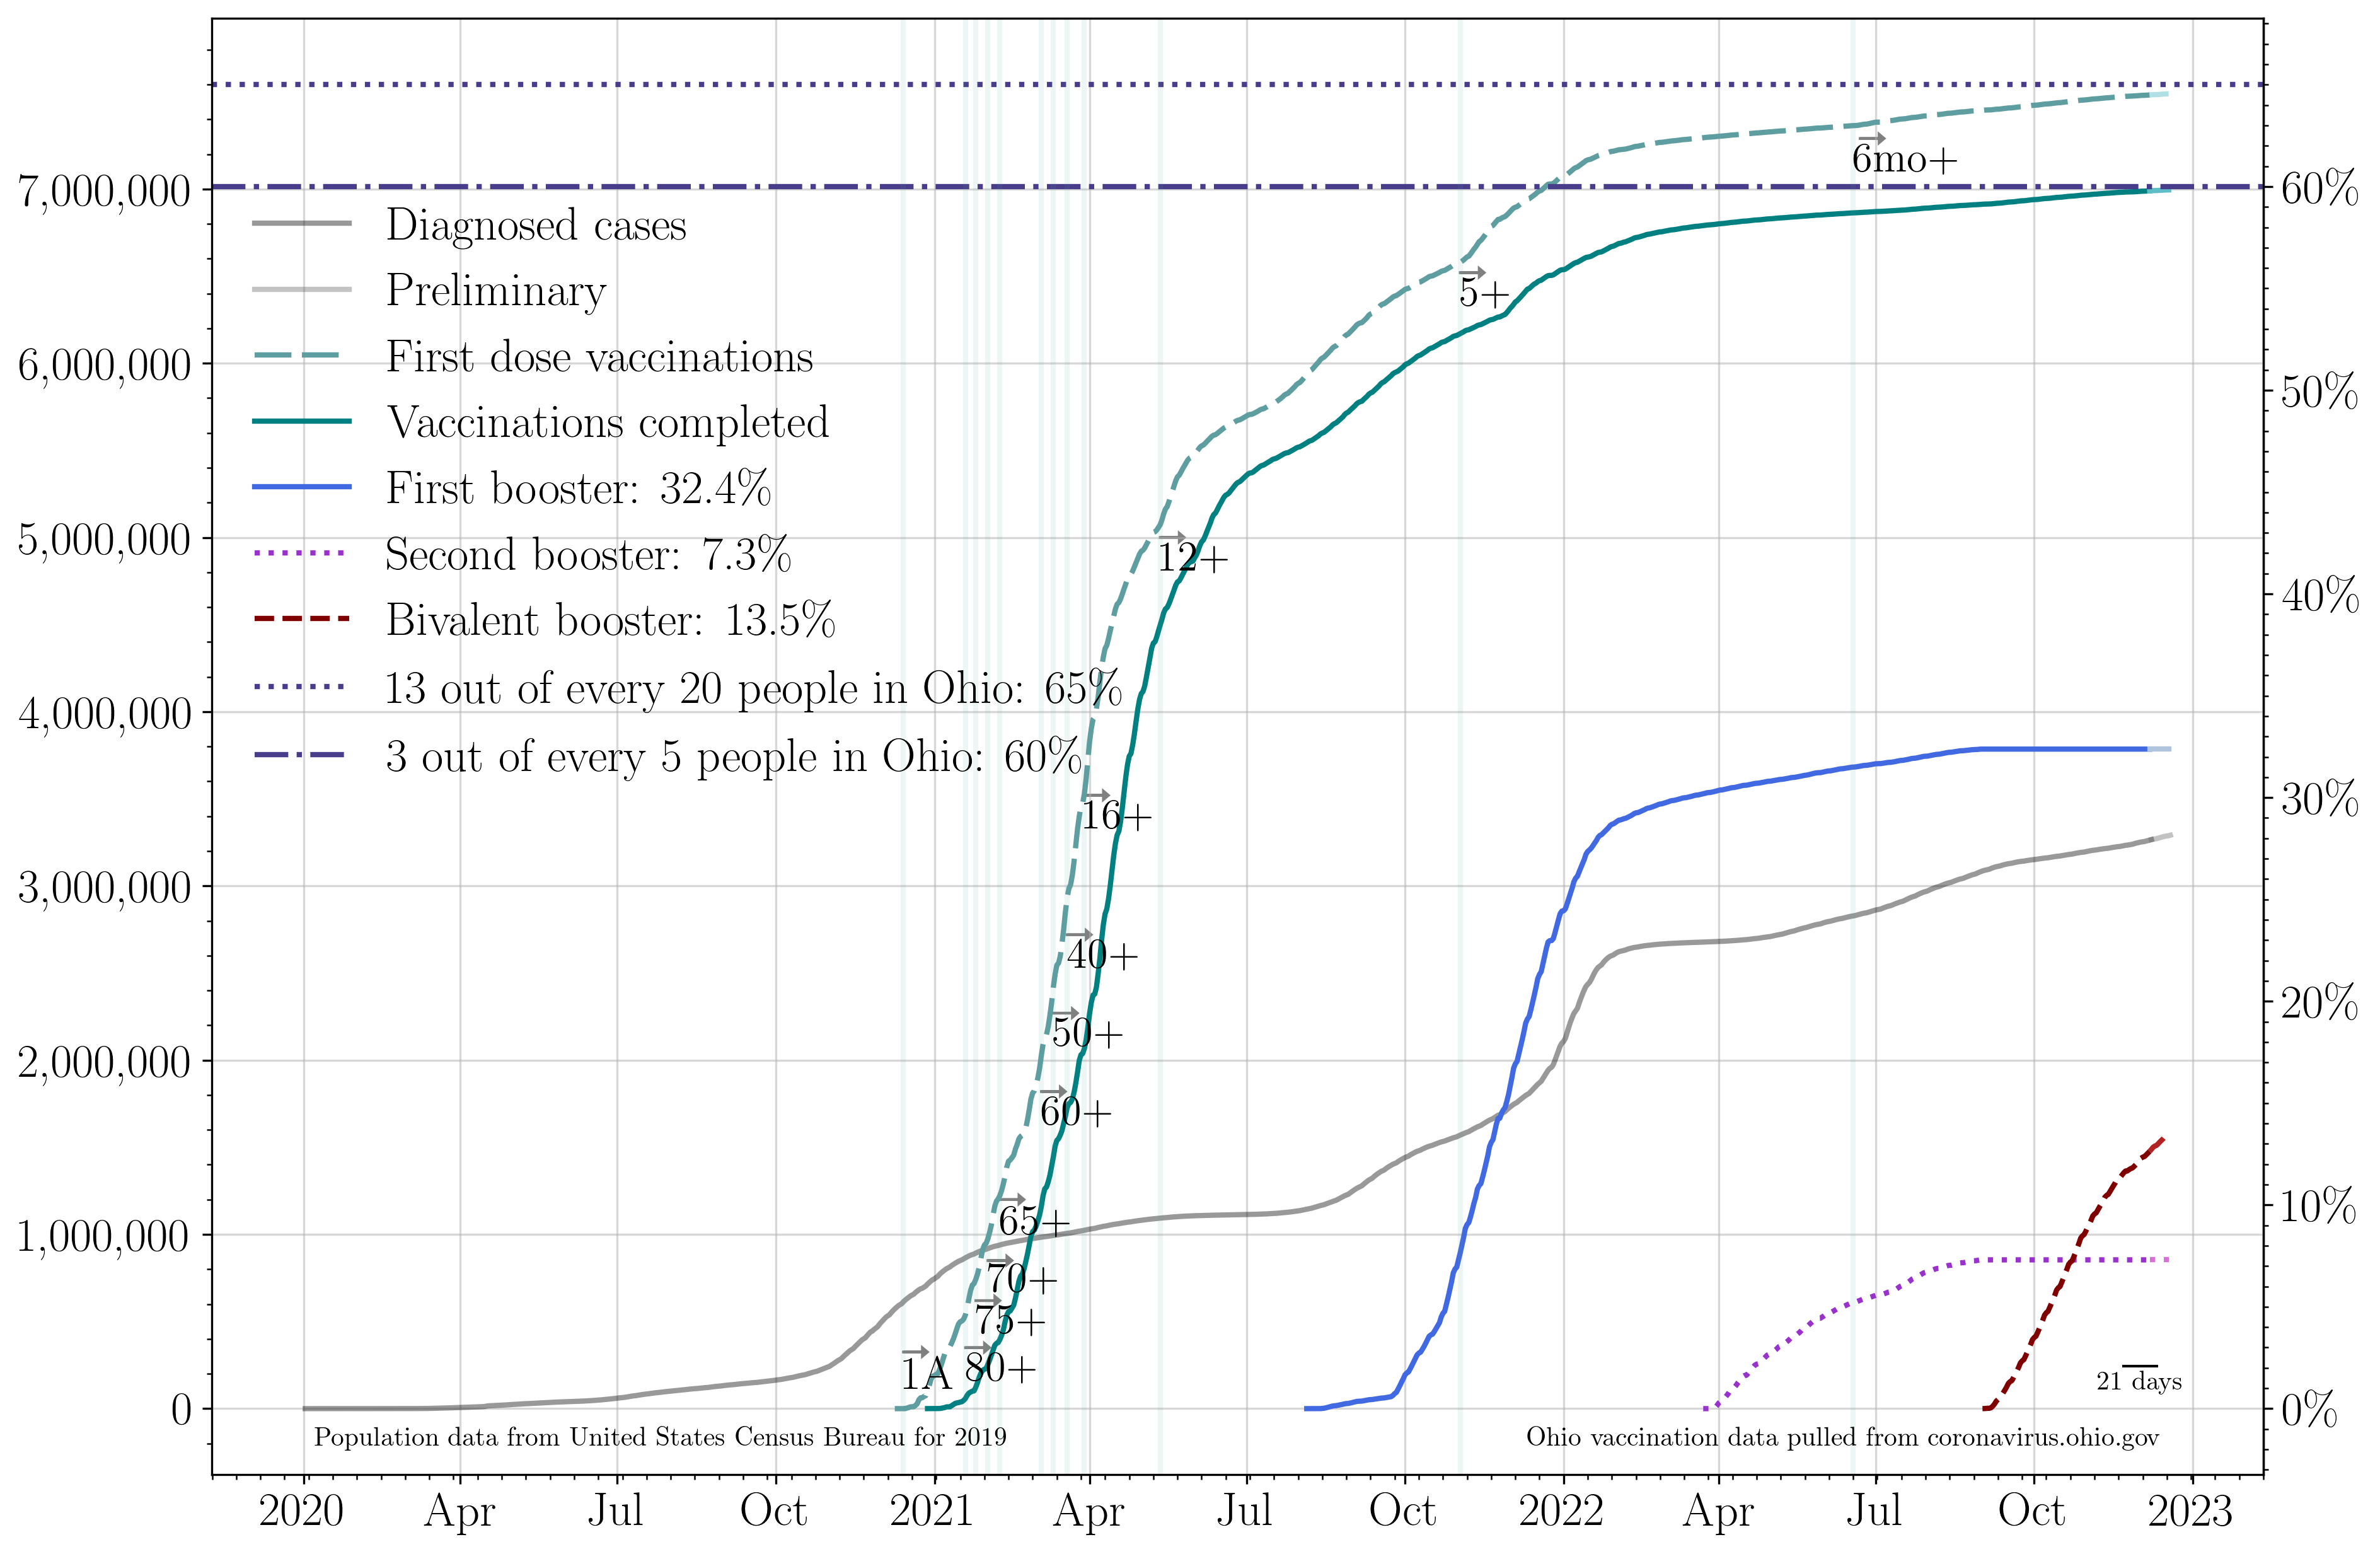 7,000,000
6,000,000
5,000,000
4,000,000
3,000,000
2,000,000
1,000,000
0
60%
50%
40%
30%
20%
10%
0%
Diagnosed cases
Preliminary
First dose vaccinations
Vaccinations completed
First booster: 32.4%
Second booster: 7.3%
Bivalent booster: 13.5%
13 out of every 20 people in Ohio: 65%
3 out of every 5 people in Ohio: 60%
6mo+
5+
12+
16+
40+
50+
60+
65+
70+
75+
80+
1A
21 days
Population data from United States Census Bureau for 2019
Ohio vaccination data pulled from coronavirus.ohio.gov
2020 Apr Jul Oct 2021 Apr Jul Oct 2022 Apr Jul Oct 2023